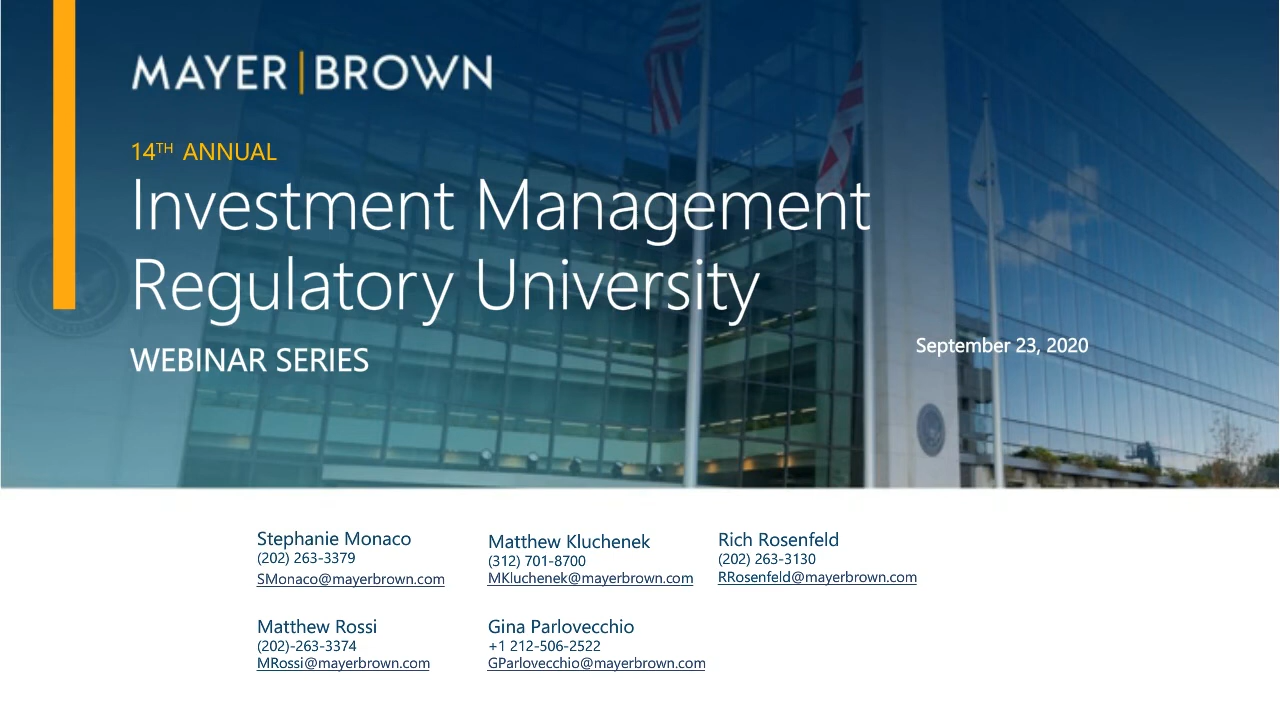 MAYER|BROWN
14TH ANNUAL
Investment Management
Regulatory University
WEBINAR SERIES
September 23, 2020
Stephanie Monaco
(202) 263-3379
SMonaco@mayerbrown.com
Matthew Kluchenek
(312) 701-8700
MKluchenek@mayerbrown.com
Rich Rosenfeld
(202) 263-3130
RRosenfeld@mayerbrown.com
Matthew Rossi
(202)-263-3374
MRossi@mayerbrown.com
Gina Parlovecchio
+1 212-506-2522
GParlovecchio@mayerbrown.com